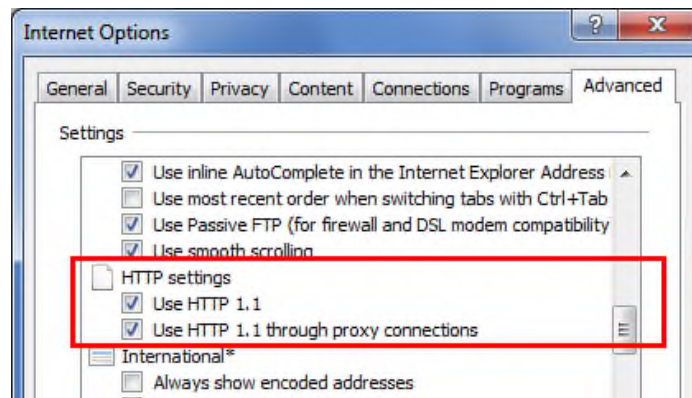 Internet Options
General Security Privacy Content Connections Programs Advanced
Settings
Use inline AutoComplete in the Internet Explorer Address
Use most recent order when switching tabs with Ctrl+Tab
Use Passive FTP (for firewall and DSL modem compatibility
Use smooth scrolling
HTTP settings
Use HTTP 1.1
Use HTTP 1.1 through proxy connections
International*
Always show encoded addresses